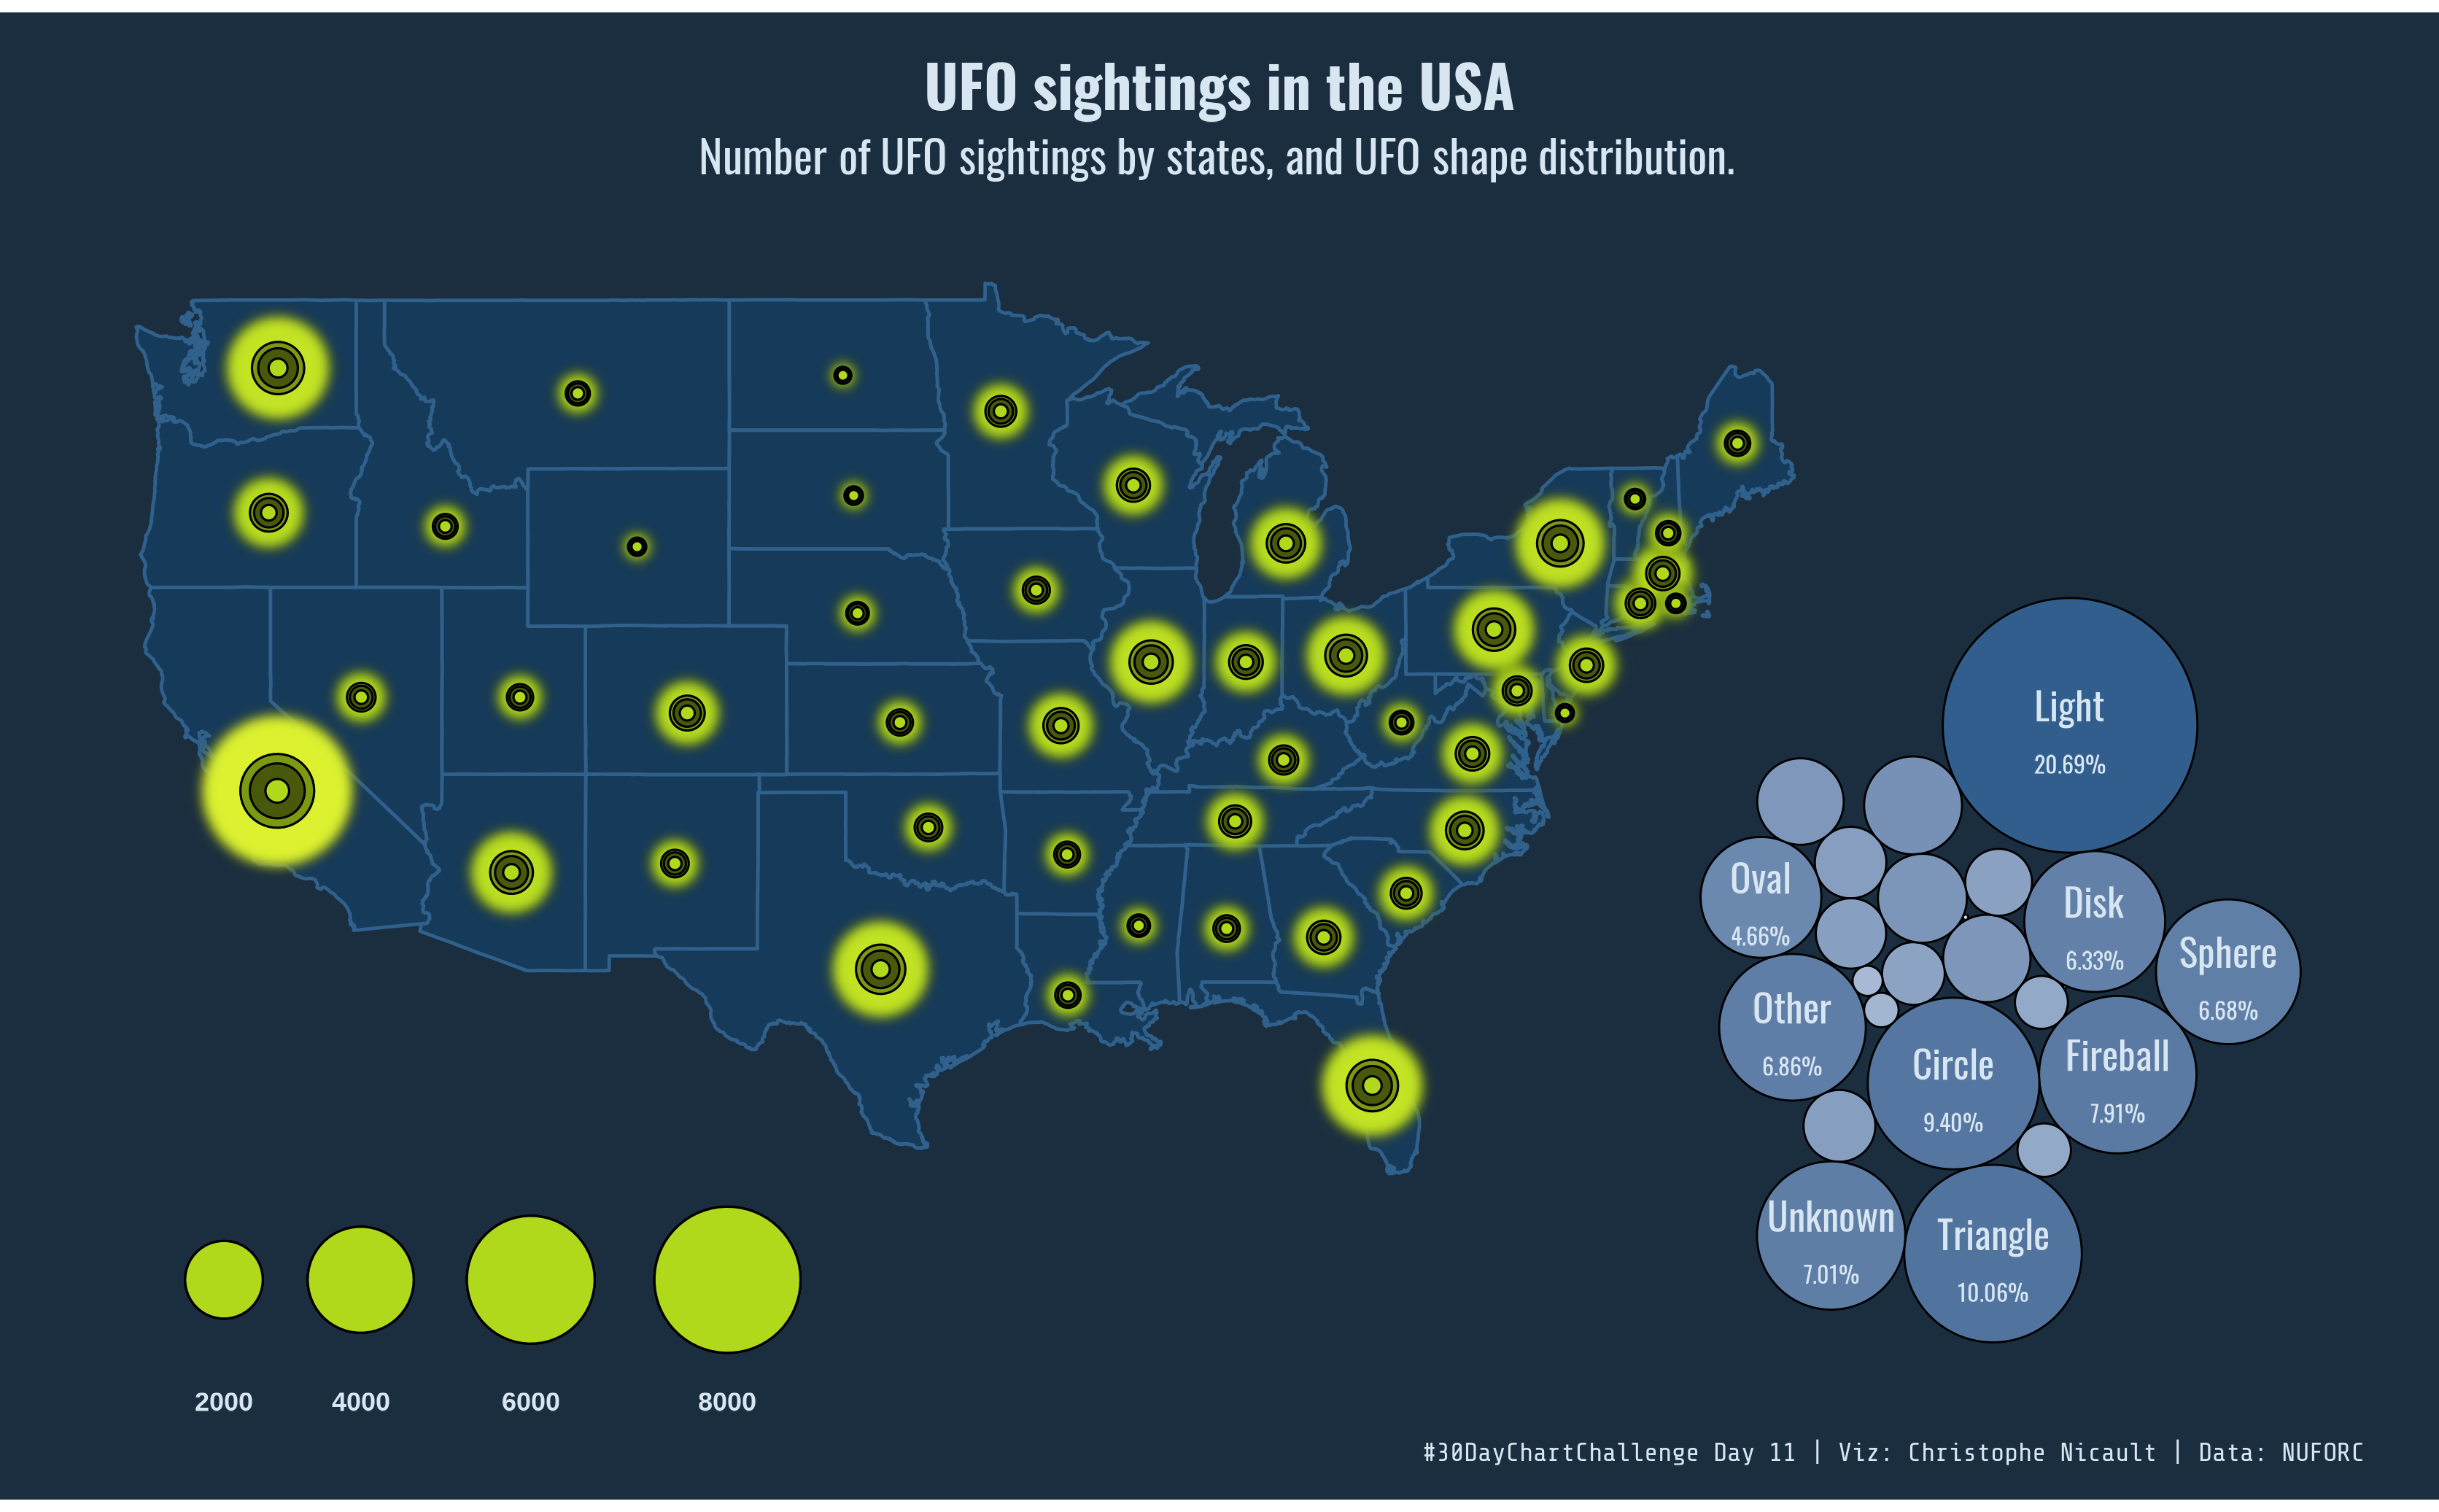 UFO sightings in the USA
Number of UFO sightings by states, and UFO shape distribution.
Light
20.69%
Oval
4.66%
Disk
6.33%
Sphere
6.68%
Other
6.86%
Circle
9.40%
Fireball
7.91%
Unknown
7.01%
Triangle
10.06%
2000
4000
6000
8000
#30DayChartChallenge Day 11 | Viz: Christophe Nicault | Data: NUFORC